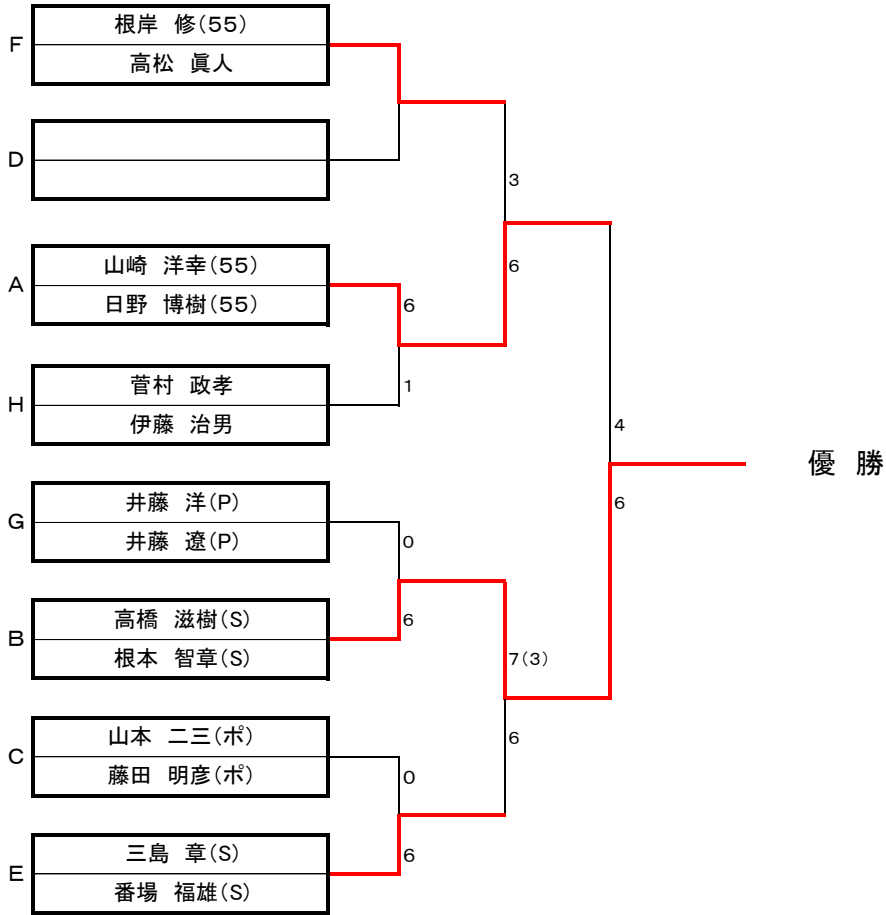 F
根岸 修(55)
高松 眞人
D
3
A
山崎 洋幸(55)
日野 博樹(55)
6
6
H
菅村 政孝
伊藤 治男
1
4
優 勝
G
井藤 洋(P)
井藤 遼(P)
0
6
B
高橋 滋樹(S)
根本 智章(S)
6
7(3)
C
山本 二三(ポ)
藤田 明彦(ポ)
0
6
E
三島 章(S)
番場 福雄(S)
6